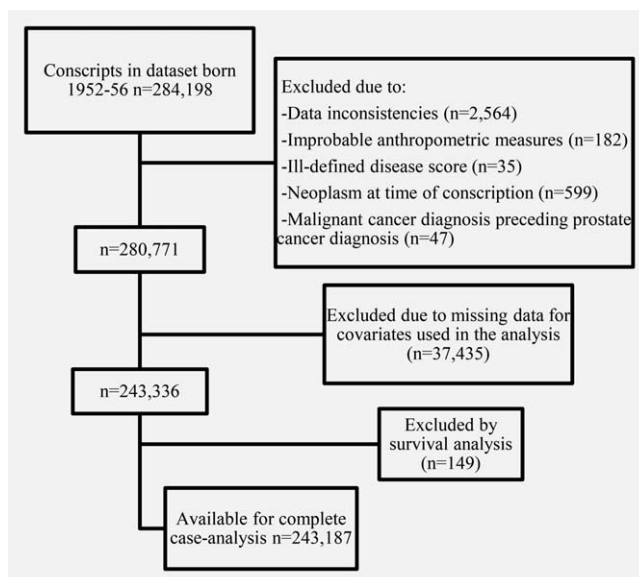 Conscripts in dataset born
1952-56 n=284,198
Excluded due to:
-Data inconsistencies (n=2,564)
-Improbable anthropometric measures (n=182)
-Ill-defined disease score (n=35)
-Neoplasm at time of conscription (n=599)
-Malignant cancer diagnosis preceding prostate
cancer diagnosis (n=47)
n=280,771
Excluded due to missing data for
covariates used in the analysis
(n=37,435)
n=243,336
Excluded by
survival analysis
(n=149)
Available for complete
case-analysis n=243,187